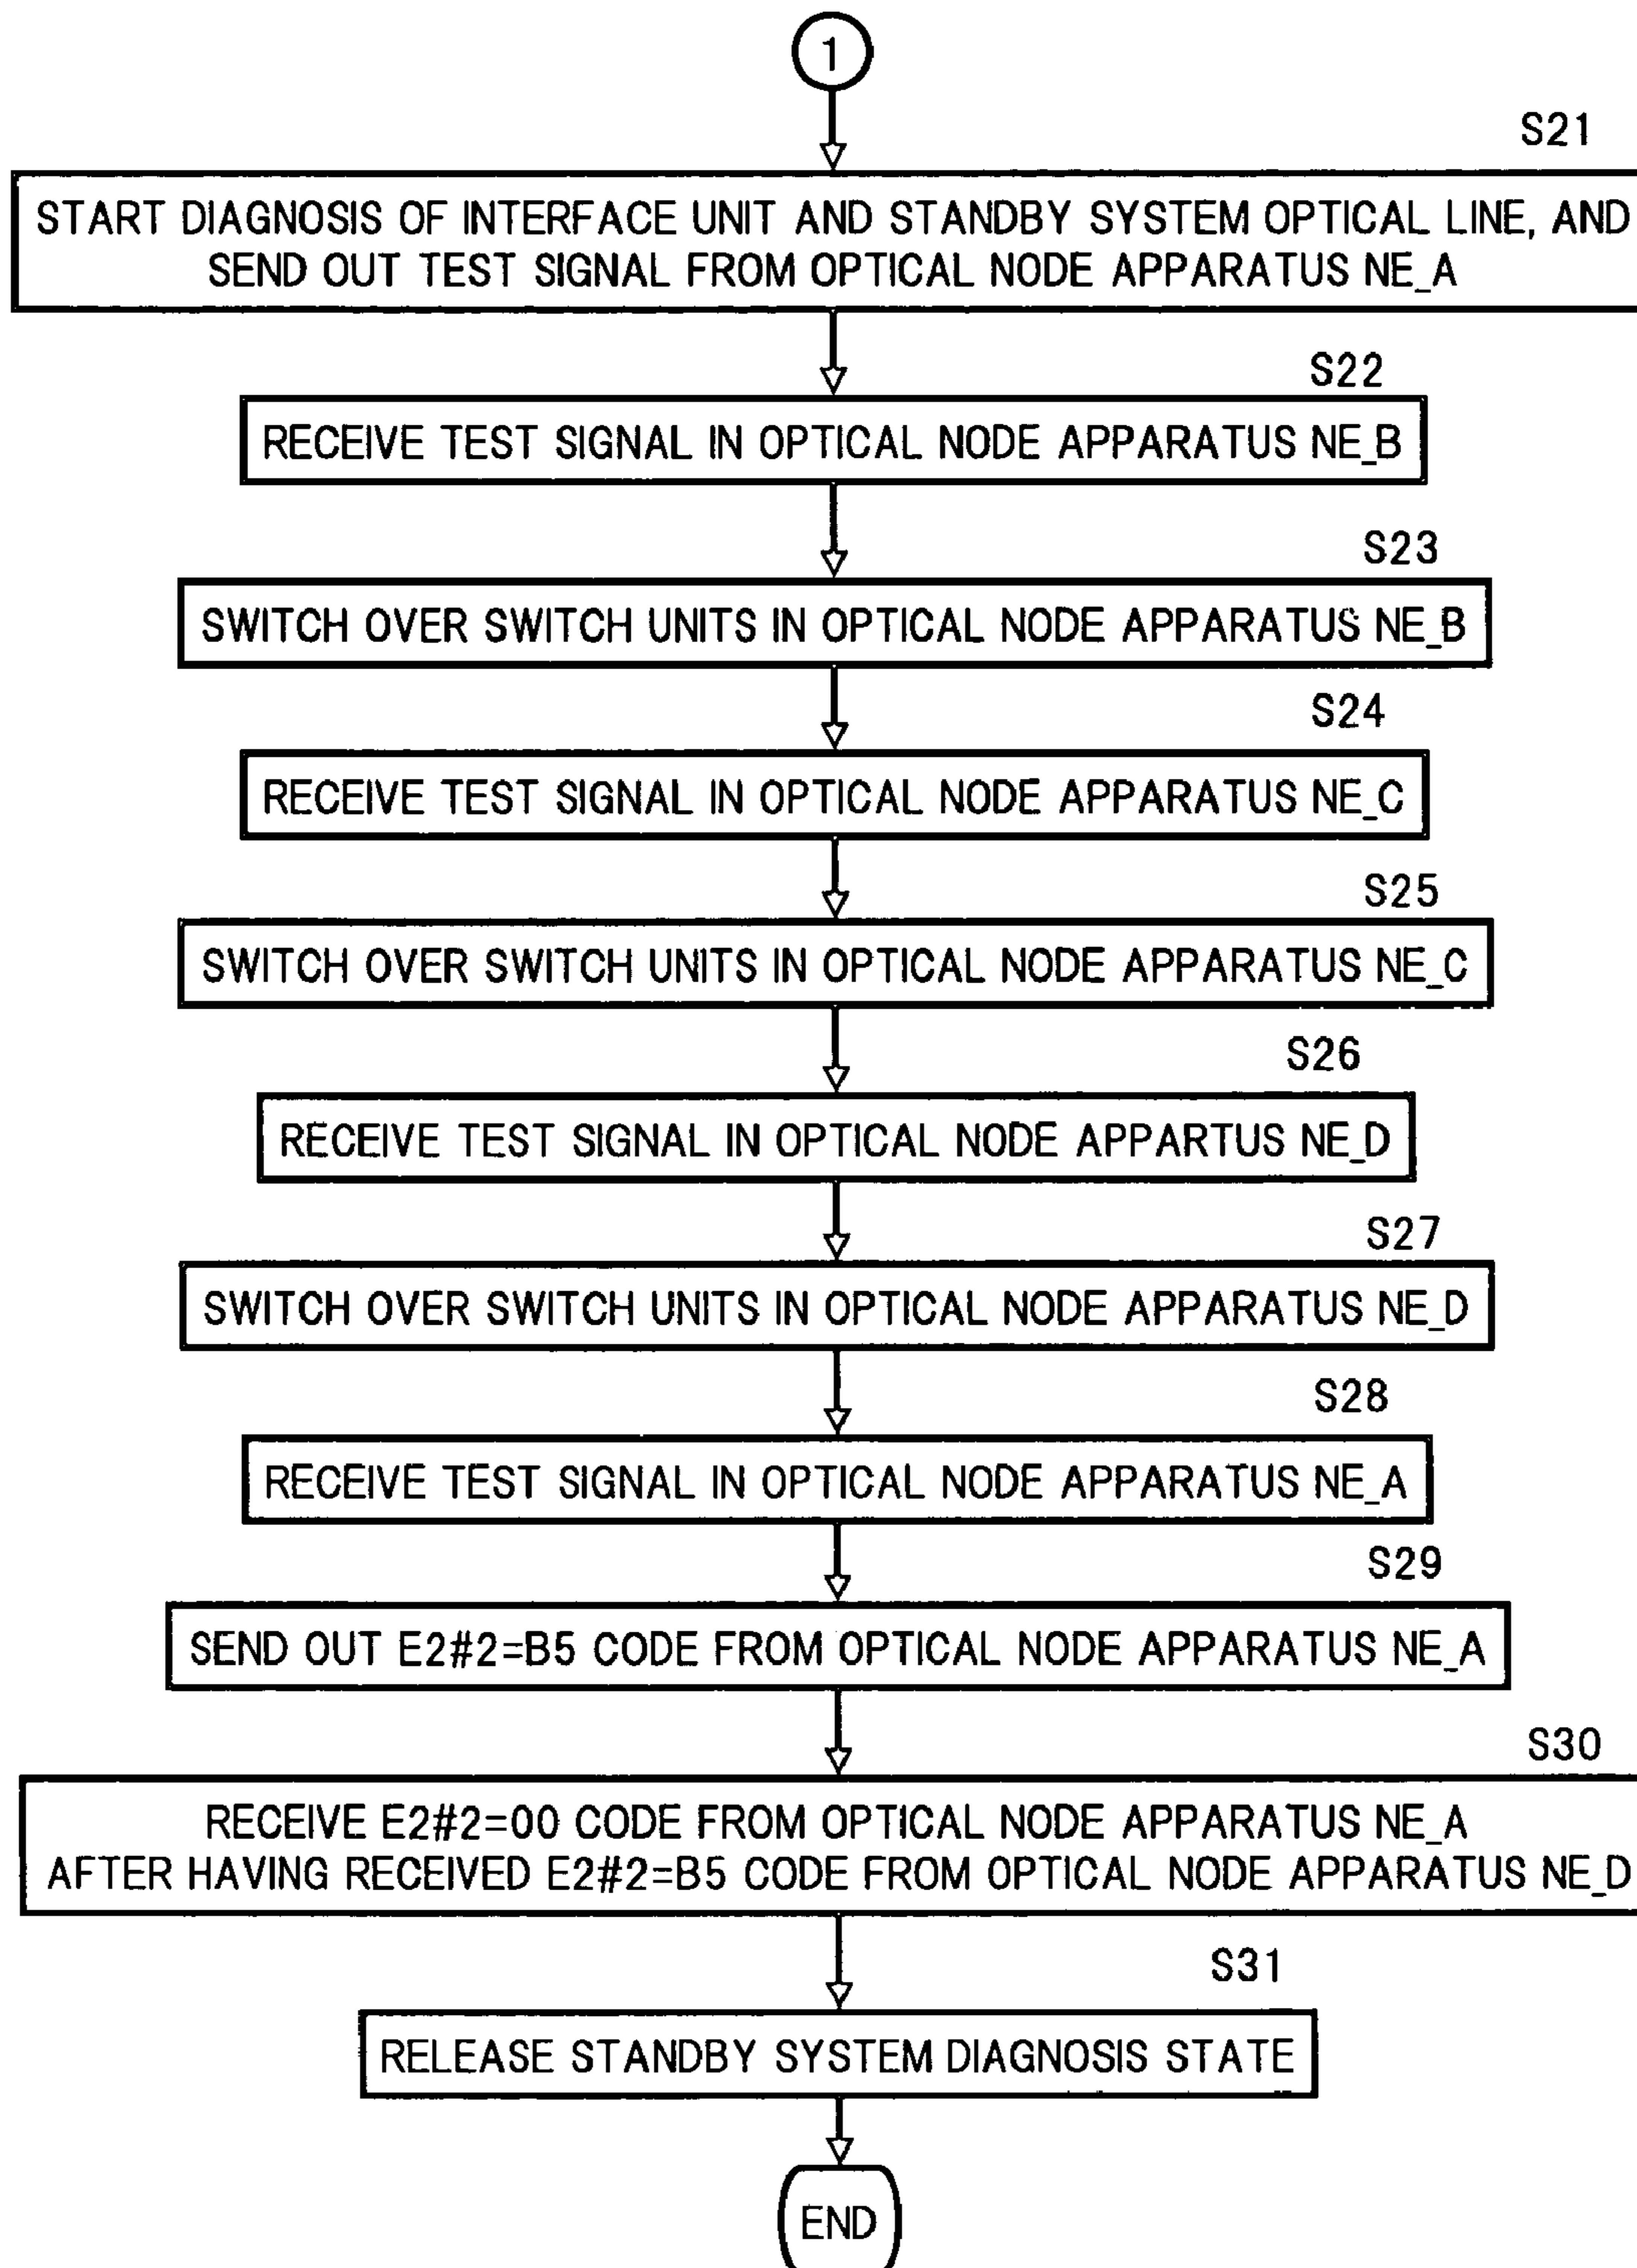 1
S21
START DIAGNOSIS OF INTERFACE UNIT AND STANDBY SYSTEM OPTICAL LINE, AND
SEND OUT TEST SIGNAL FROM OPTICAL NODE APPARATUS NE_A
S22
RECEIVE TEST SIGNAL IN OPTICAL NODE APPARATUS NE_B
S23
SWITCH OVER SWITCH UNITS IN OPTICAL NODE APPARATUS NE_B
S24
RECEIVE TEST SIGNAL IN OPTICAL NODE APPARATUS NE_C
S25
SWITCH OVER SWITCH UNITS IN OPTICAL NODE APPARATUS NE_C
S26
RECEIVE TEST SIGNAL IN OPTICAL NODE APPARTUS NE_D
S27
SWITCH OVER SWITCH UNITS IN OPTICAL NODE APPARATUS NE_D
S28
RECEIVE TEST SIGNAL IN OPTICAL NODE APPARATUS NE_A
S29
SEND OUT E2#2=B5 CODE FROM OPTICAL NODE APPARATUS NE_A
S30
RECEIVE E2#2=00 CODE FROM OPTICAL NODE APPARATUS NE_A
AFTER HAVING RECEIVED E2#2=B5 CODE FROM OPTICAL NODE APPARATUS NE_D
S31
RELEASE STANDBY SYSTEM DIAGNOSIS STATE
END